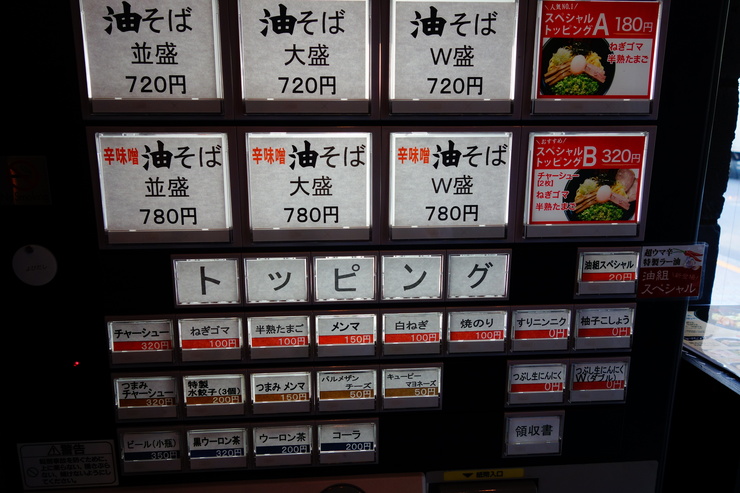 油そば
並盛
720円
油そば
大盛
720円
油そば
W盛
720円
人気NO.1
スペシャル
トッピングA 180円
ねぎゴマ
半熟たまご
辛味噌 油そば
並盛
780円
辛味噌 油そば
大盛
780円
辛味噌 油そば
W盛
780円
おすすめ
スペシャル
トッピングB 320円
チャーシュー
【2枚】
ねぎゴマ
半熟たまご
トッピング
油組スペシャル
20円
超ウマ辛
特製ラー油
油組
スペシャル
チャーシュー
320円
ねぎゴマ
100円
半熟たまご
100円
メンマ
150円
白ねぎ
100円
焼のり
100円
すりニンニク
0円
柚子こしょう
0円
つまみ
チャーシュー
320円
特製
水餃子(3個)
200円
つまみ メンマ
150円
パルメザン
チーズ
50円
キューピー
マヨネーズ
50円
つぶし生にんにく
0円
つぶし生にんにく
W(ダブル)
0円
ビール(小瓶)
350円
黒ウーロン茶
320円
ウーロン茶
200円
コーラ
200円
領収書
警告